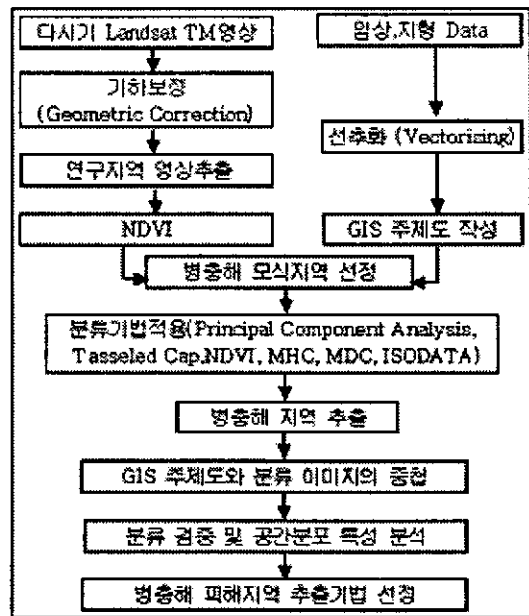 다시기 Landsat TM영상
기하보정
(Geometric Correction)
연구지역 영상추출
NDVI
임상,지형 Data
선추화 (Vectorizing)
GIS 주제도 작성
병충해 모식지역 선정
분류기법적용(Principal Component Analysis,
Tasseled Cap,NDVI, MHC, MDC, ISODATA)
병충해 지역 추출
GIS 주제도와 분류 이미지의 중첩
분류 검증 및 공간분포 특성 분석
병충해 피해지역 추출기법 선정